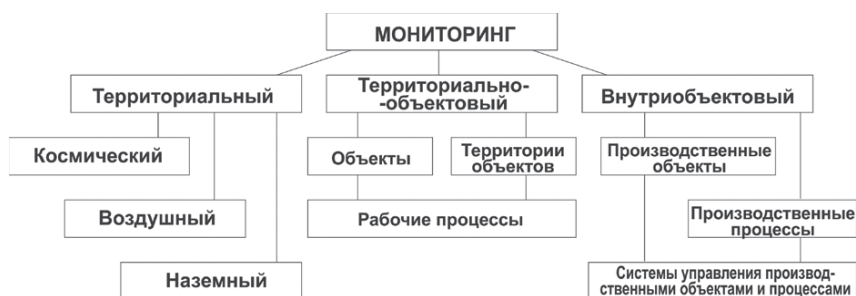 МОНИТОРИНГ
Территориальный
Территориально-
-объектовый
Внутриобъектовый
Космический
Объекты
Территории
объектов
Производственные
объекты
Воздушный
Рабочие процессы
Производственные
процессы
Наземный
Системы управления производ-
ственными объектами и процессами